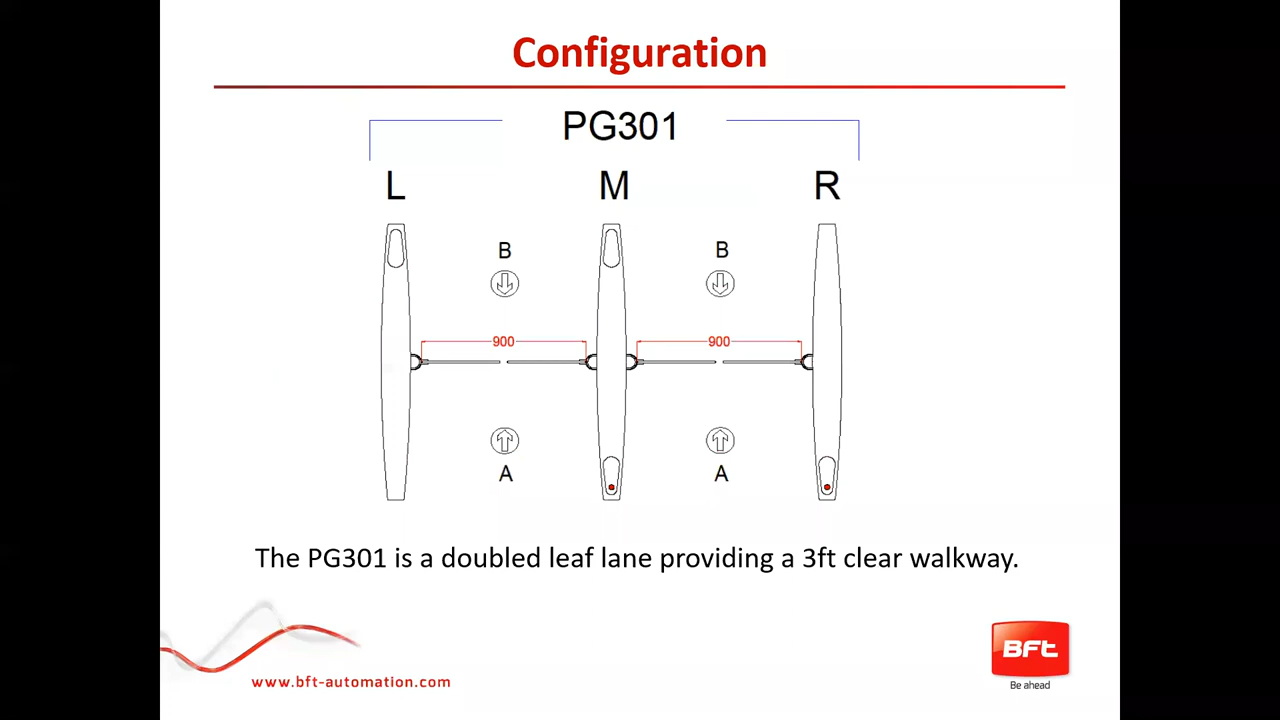 Configuration
PG301
L M R
B B
900 900
A A
The PG301 is a doubled leaf lane providing a 3ft clear walkway.
BFt
www.bft-automation.com
Be ahead